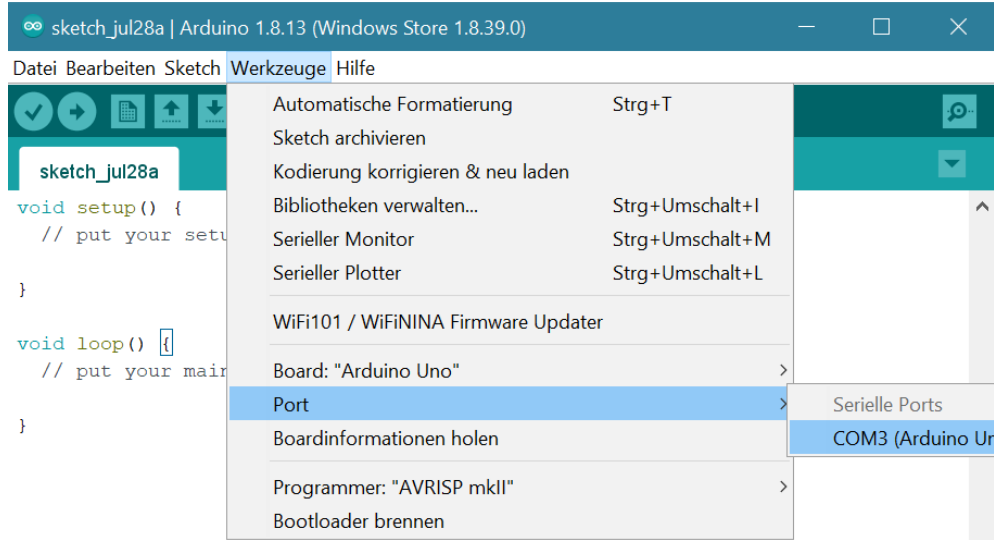 sketch_jul28a | Arduino 1.8.13 (Windows Store 1.8.39.0)
Datei Bearbeiten Sketch Werkzeuge Hilfe
sketch_jul28a
void setup() {
// put your setu
}
void loop() {
// put your main
}
Automatische Formatierung Strg+T
Sketch archivieren
Kodierung korrigieren & neu laden
Bibliotheken verwalten... Strg+Umschalt+I
Serieller Monitor Strg+Umschalt+M
Serieller Plotter Strg+Umschalt+L
WiFi101 / WiFiNINA Firmware Updater
Board: "Arduino Uno"
Port
Boardinformationen holen
Programmer: "AVRISP mkII"
Bootloader brennen
Serielle Ports
COM3 (Arduino Un